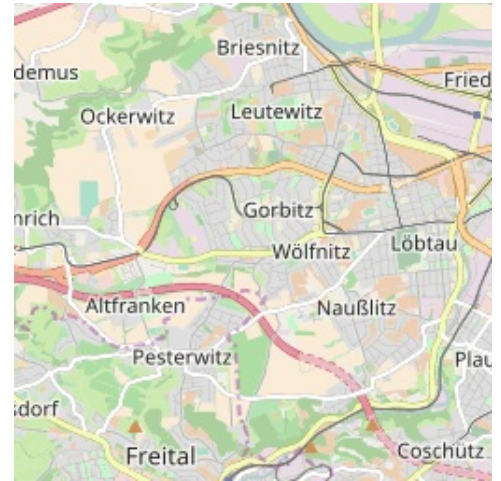 Briesnitz
demus
Fried
Ockerwitz
Leutewitz
nrich
Gorbitz
Wölfnitz
Löbtau
Altfranken
Naußlitz
Pesterwitz
Plau
sdorf
Freital
Coschütz